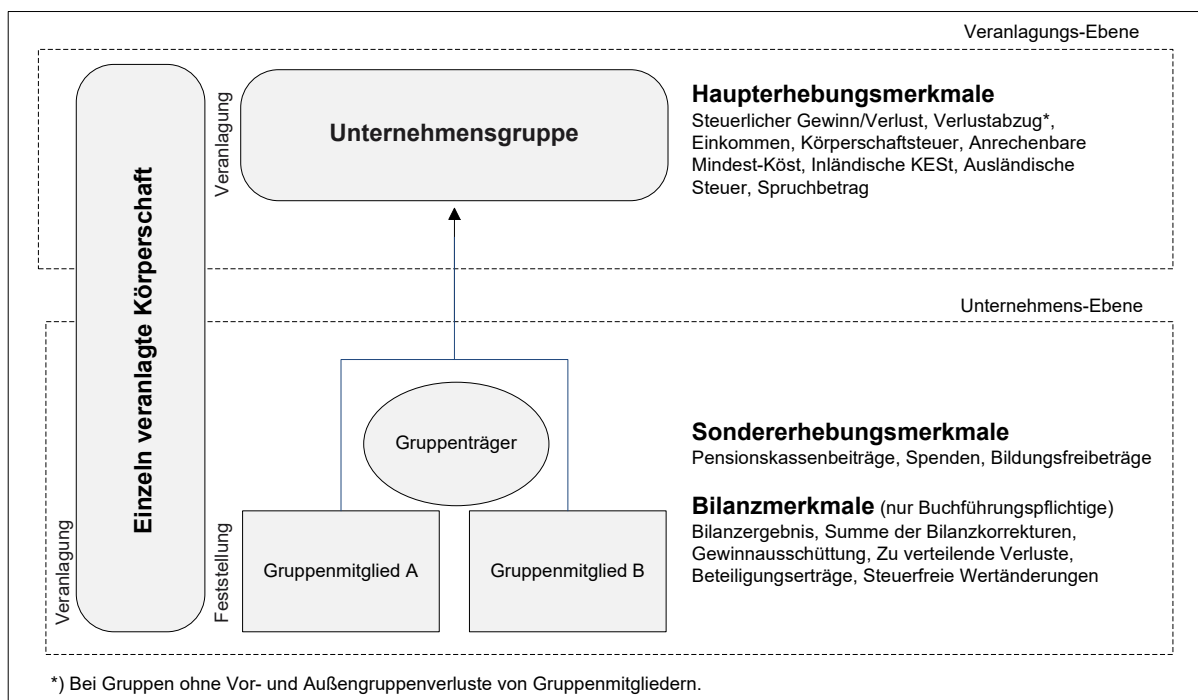 Veranlagungs-Ebene
Einzeln veranlagte Körperschaft
Veranlagung
Unternehmensgruppe
Haupterhebungsmerkmale
Steuerlicher Gewinn/Verlust, Verlustabzug*,
Einkommen, Körperschaftsteuer, Anrechenbare
Mindest-Köst, Inländische KESt, Ausländische
Steuer, Spruchbetrag
Unternehmens-Ebene
Veranlagung
Feststellung
Gruppenträger
Gruppenmitglied A
Gruppenmitglied B
Sondererhebungsmerkmale
Pensionskassenbeiträge, Spenden, Bildungsfreibeträge
Bilanzmerkmale (nur Buchführungspflichtige)
Bilanzergebnis, Summe der Bilanzkorrekturen,
Gewinnausschüttung, Zu verteilende Verluste,
Beteiligungserträge, Steuerfreie Wertänderungen
*) Bei Gruppen ohne Vor- und Außengruppenverluste von Gruppenmitgliedern.